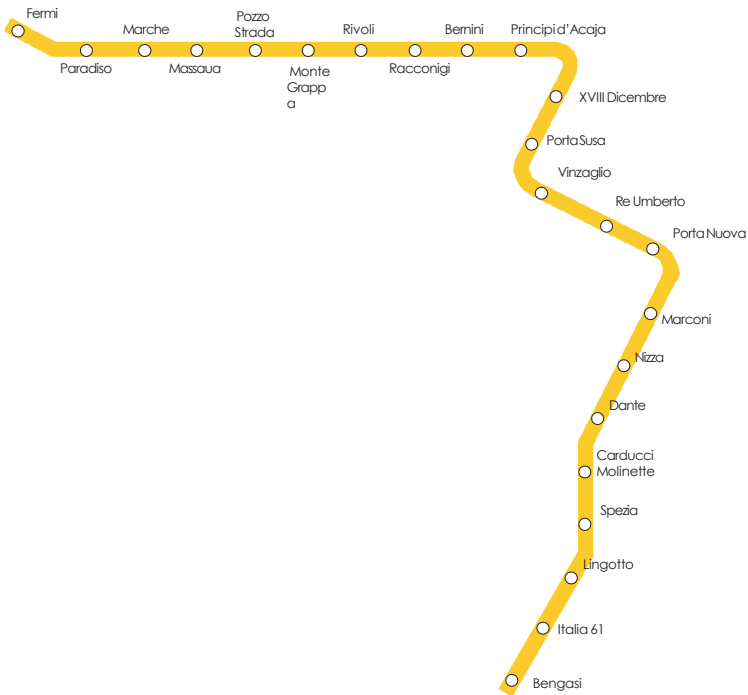 Fermi
Paradiso
Marche
Massaua
Pozzo
Strada
Monte
Grapp
a
Rivoli
Racconigi
Bernini
Principi d'Acaja
XVIII Dicembre
Porta Susa
Vinzaglio
Re Umberto
Porta Nuova
Marconi
Nizza
Dante
Carducci
Molinette
Spezia
Lingotto
Italia 61
Bengasi